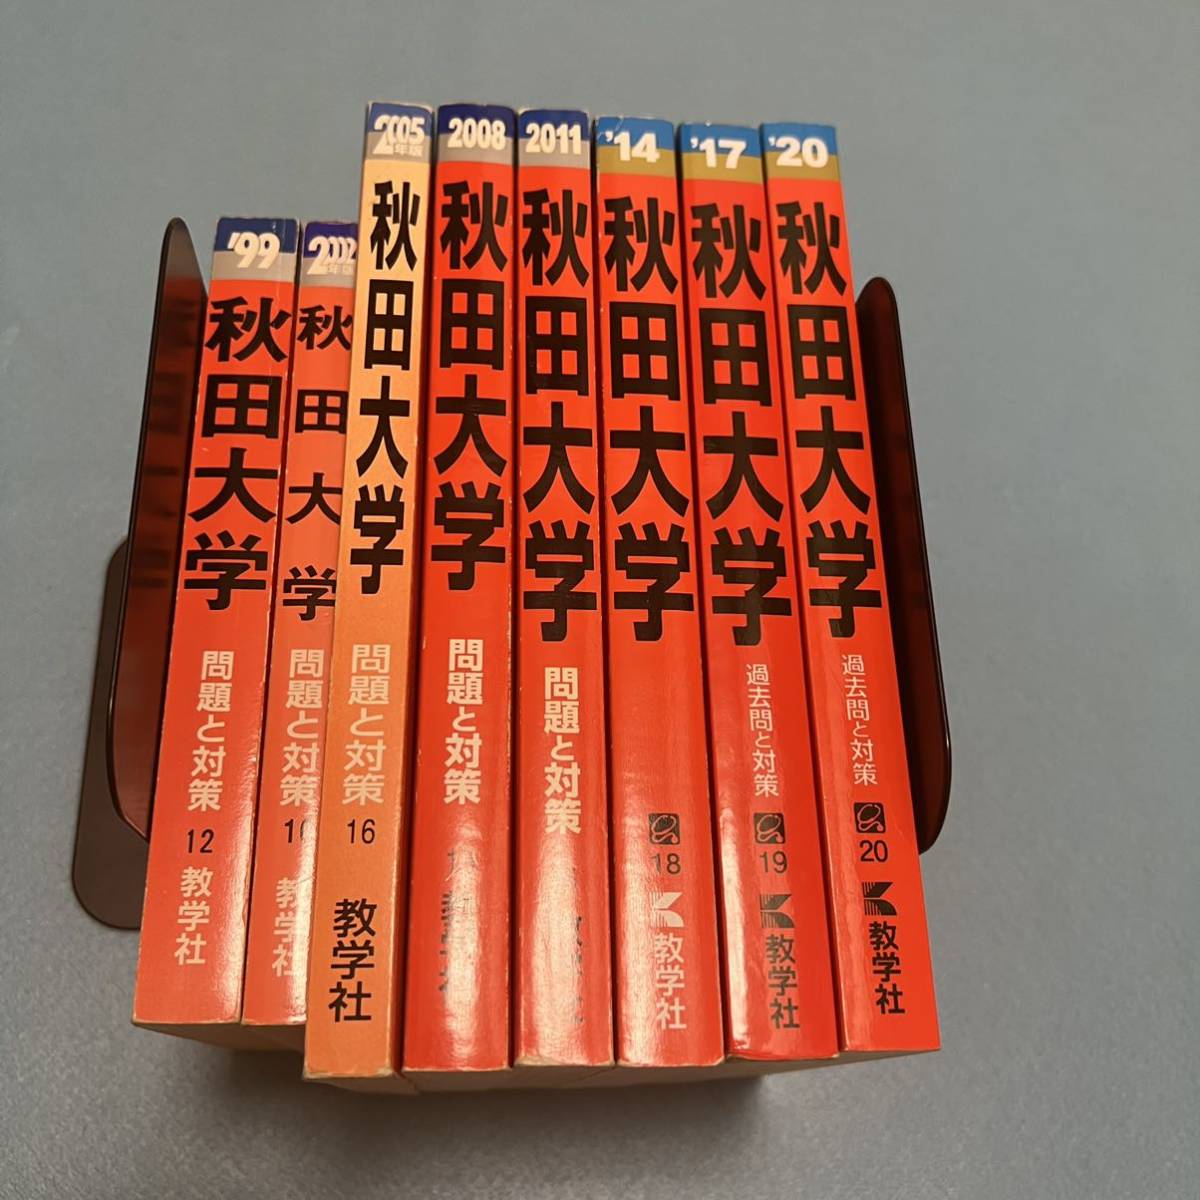 '99
秋田大学
問題と対策
12
教学社
2002
年版
秋田大学
問題と対策
教学社
2005
年版
秋田大学
問題と対策
16
教学社
2008
秋田大学
問題と対策
2011
秋田大学
問題と対策
'14
秋田大学
18
教学社
'17
秋田大学
過去問と対策
19
教学社
'20
秋田大学
過去問と対策
20
教学社